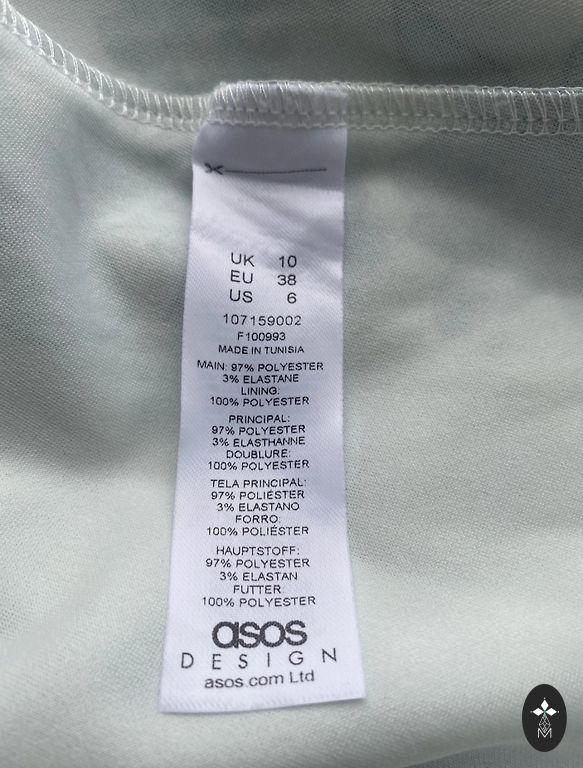 UK 10
EU 38
US 6
107159002
F100993
MADE IN TUNISIA
MAIN: 97% POLYESTER
3% ELASTANE
LINING:
100% POLYESTER
PRINCIPAL:
97% POLYESTER
3% ELASTHANNE
DOUBLURE:
100% POLYESTER
TELA PRINCIPAL:
97% POLIÉSTER
3% ELASTANO
FORRO:
100% POLIÉSTER
HAUPTSTOFF:
97% POLYESTER
3% ELASTAN
FUTTER:
100% POLYESTER
asos
DESIGN
asos.com Ltd
M